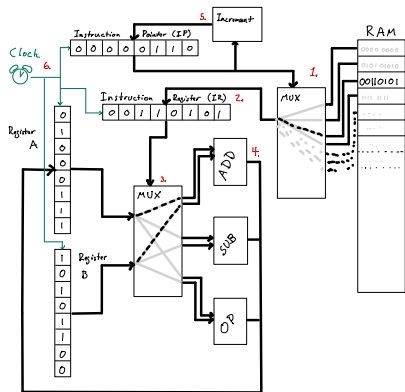 Instruction Pointer (IP)
5.
Increment
0 0 0 0 0 1 1 0
RAM
Clock
6.
1.
Instruction Register (IR)
2.
0 0 1 1 0 1 0 1
MUX
00110101
Register
A
0
1
0
0
0
1
1
1
3.
MUX
ADD
4.
SUB
OP
Register
B
1
0
1
0
1
1
0
0